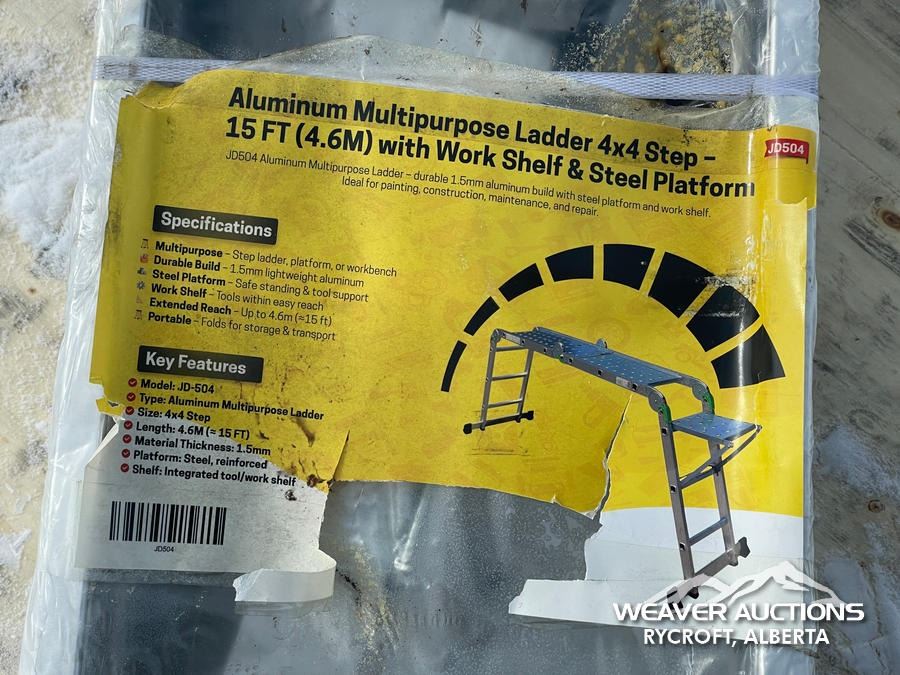 Aluminum Multipurpose Ladder 4x4 Step –
15 FT (4.6M) with Work Shelf & Steel Platform
JD504
JD504 Aluminum Multipurpose Ladder – durable 1.5mm aluminum build with steel platform and work shelf.
Ideal for painting, construction, maintenance, and repair.
Specifications
Multipurpose – Step ladder, platform, or workbench
Durable Build – 1.5mm lightweight aluminum
Steel Platform – Safe standing & tool support
Work Shelf – Tools within easy reach
Extended Reach – Up to 4.6m (≈15 ft)
Portable – Folds for storage & transport
Key Features
Model: JD-504
Type: Aluminum Multipurpose Ladder
Size: 4x4 Step
Length: 4.6M (≈ 15 FT)
Material Thickness: 1.5mm
Platform: Steel, reinforced
Shelf: Integrated tool/work shelf
JD504
WEAVER AUCTIONS
RYCROFT, ALBERTA